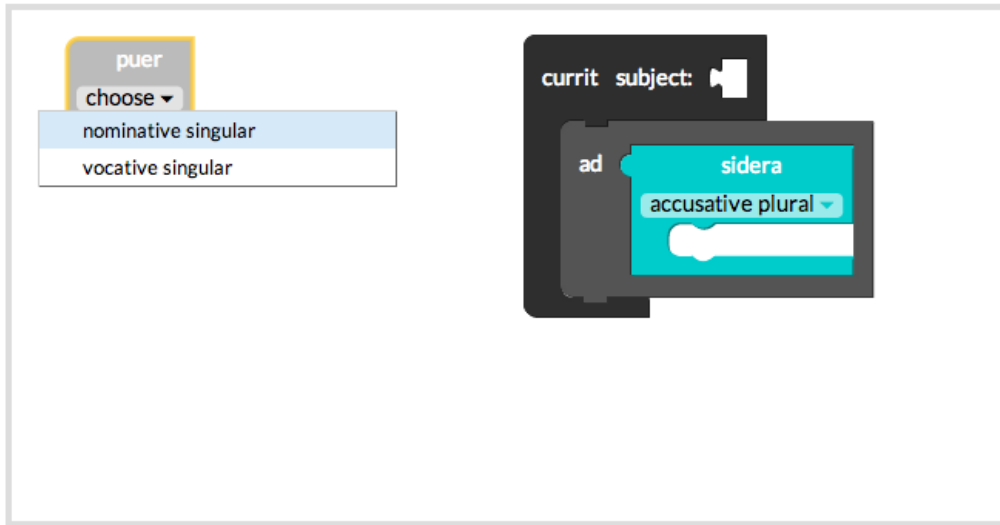 puer
choose
nominative singular
vocative singular
currit subject:
ad
sidera
accusative plural